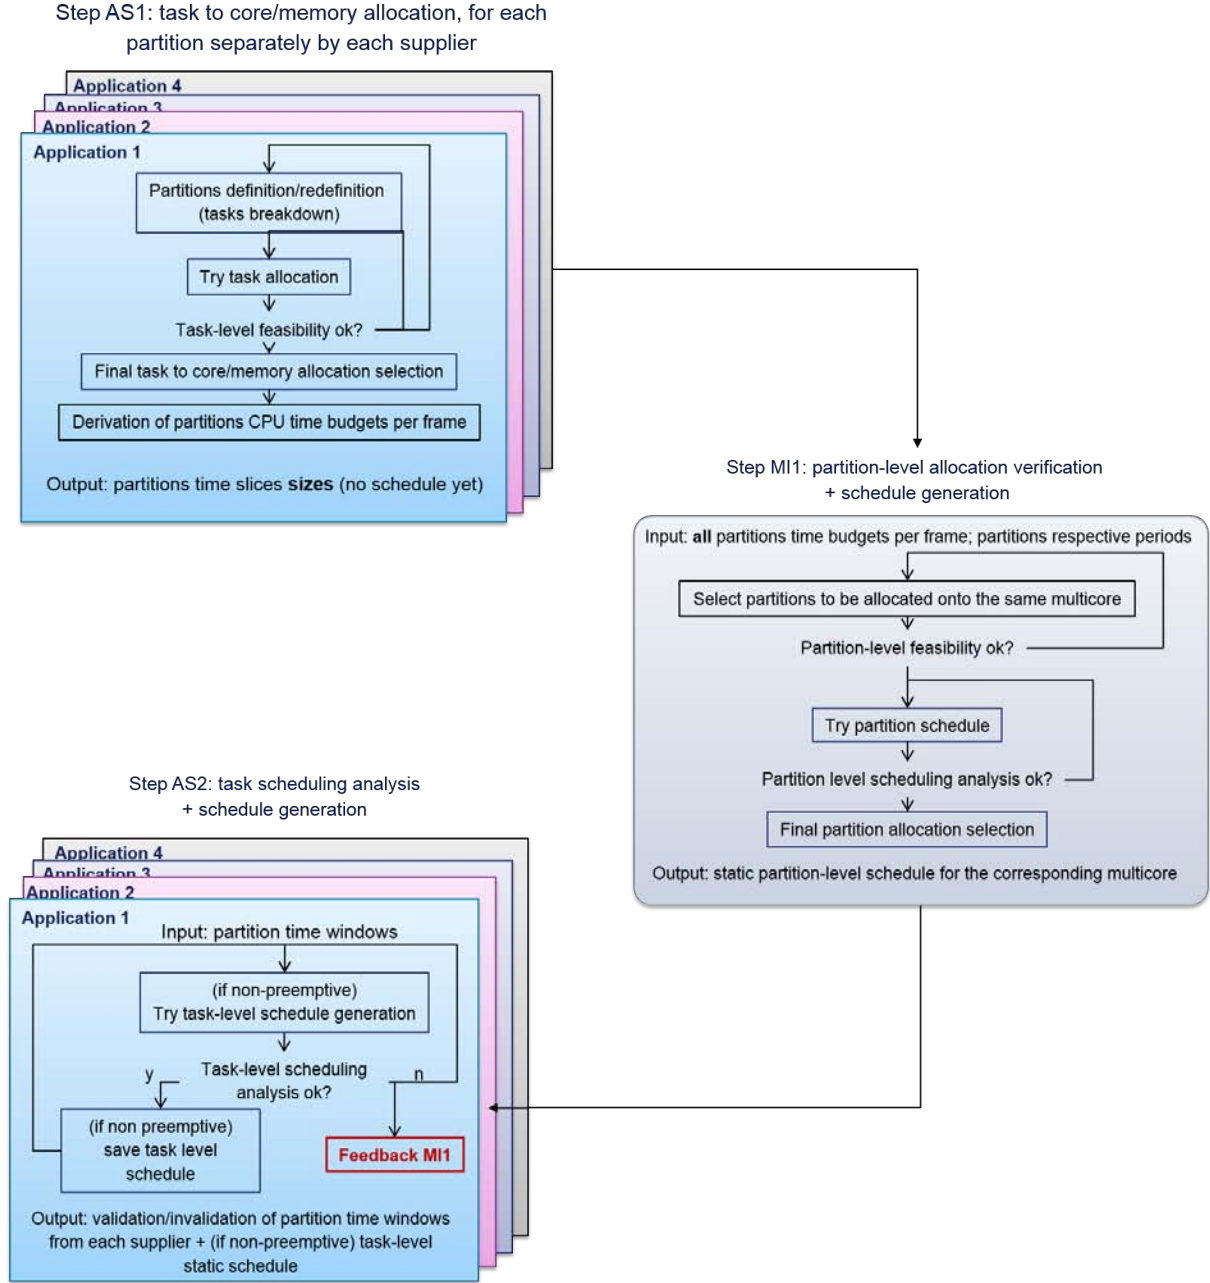 Step AS1: task to core/memory allocation, for each
partition separately by each supplier
Application 4
Application 3
Application 2
Application 1
Partitions definition/redefinition
(tasks breakdown)
Try task allocation
Task-level feasibility ok?
Final task to core/memory allocation selection
Derivation of partitions CPU time budgets per frame
Output: partitions time slices sizes (no schedule yet)
Step MI1: partition-level allocation verification
+ schedule generation
Input: all partitions time budgets per frame; partitions respective periods
Select partitions to be allocated onto the same multicore
Partition-level feasibility ok?
Try partition schedule
Partition level scheduling analysis ok?
Final partition allocation selection
Output: static partition-level schedule for the corresponding multicore
Step AS2: task scheduling analysis
+ schedule generation
Application 4
Application 3
Application 2
Application 1
Input: partition time windows
(if non-preemptive)
Try task-level schedule generation
Task-level scheduling
analysis ok?
y
n
(if non preemptive)
save task level
schedule
Feedback MI1
Output: validation/invalidation of partition time windows
from each supplier + (if non-preemptive) task-level
static schedule